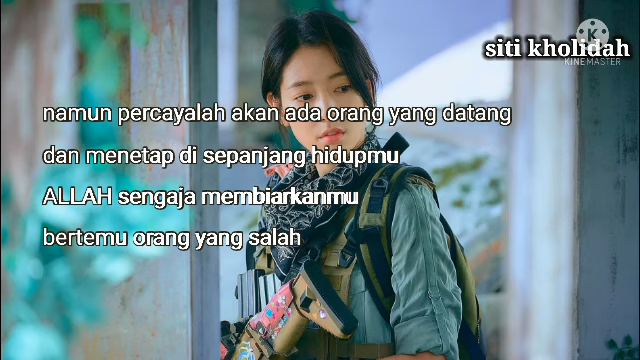 siti kholidah
KINEMASTER
namun percayalah akan ada orang yang datang
dan menetap di sepanjang hidupmu
ALLAH sengaja membiarkanmu
bertemu orang yang salah